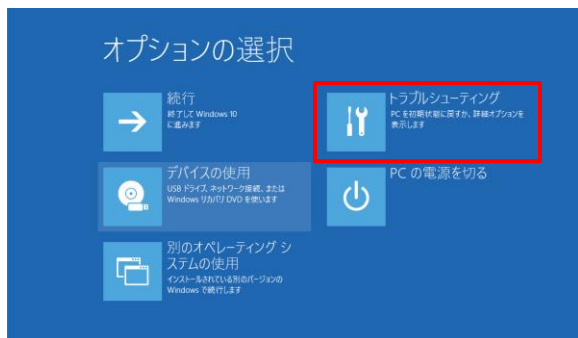 オプションの選択
続行
終了して Windows 10
に進みます
トラブルシューティング
PC を初期状態に戻すか、詳細オプションを
表示します
デバイスの使用
USB ドライブ、ネットワーク接続、または
Windows リカバリ DVD を使います
PC の電源を切る
別のオペレーティング シ
ステムの使用
インストールされている別のバージョンの
Windows で続行します